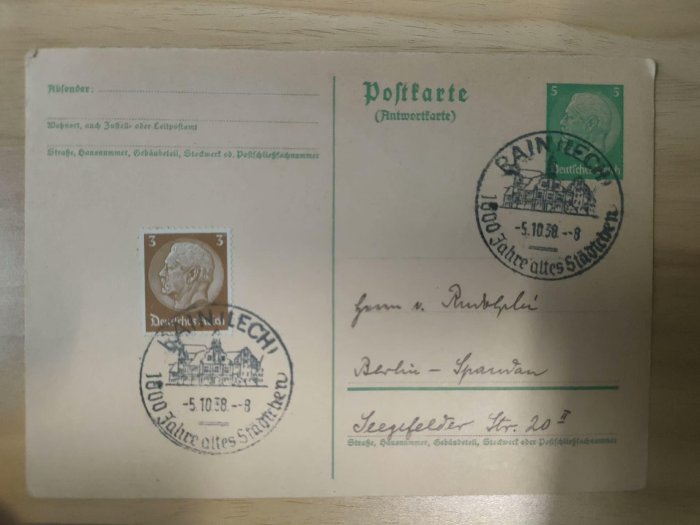 Absender:
Wohnort, auch Zustell- oder Leitpostamt
Straße, Hausnummer, Gebäudeteil, Stockwerk od. Postschließfachnummer
Postkarte
(Antwortkarte)
5 5
Deutsches Reich
RAIN (LECH)
-5.10.38.--8
1800 Jahre altes Städtchen
3 3
Deutsches Reich
RAIN (LECH)
-5.10.38.--8
1800 Jahre altes Städtchen
Herrn v. Rudolphi
Berlin - Spandau
Seegefelder Str. 20 II
Straße, Hausnummer, Gebäudeteil, Stockwerk oder Postschließfachnummer